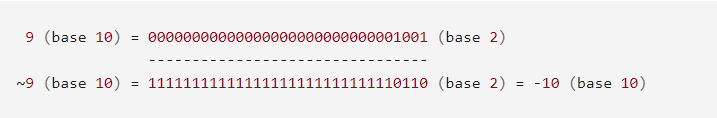 9 (base 10) = 00000000000000000000000000001001 (base 2)
--------------------------------
~9 (base 10) = 11111111111111111111111111110110 (base 2) = -10 (base 10)